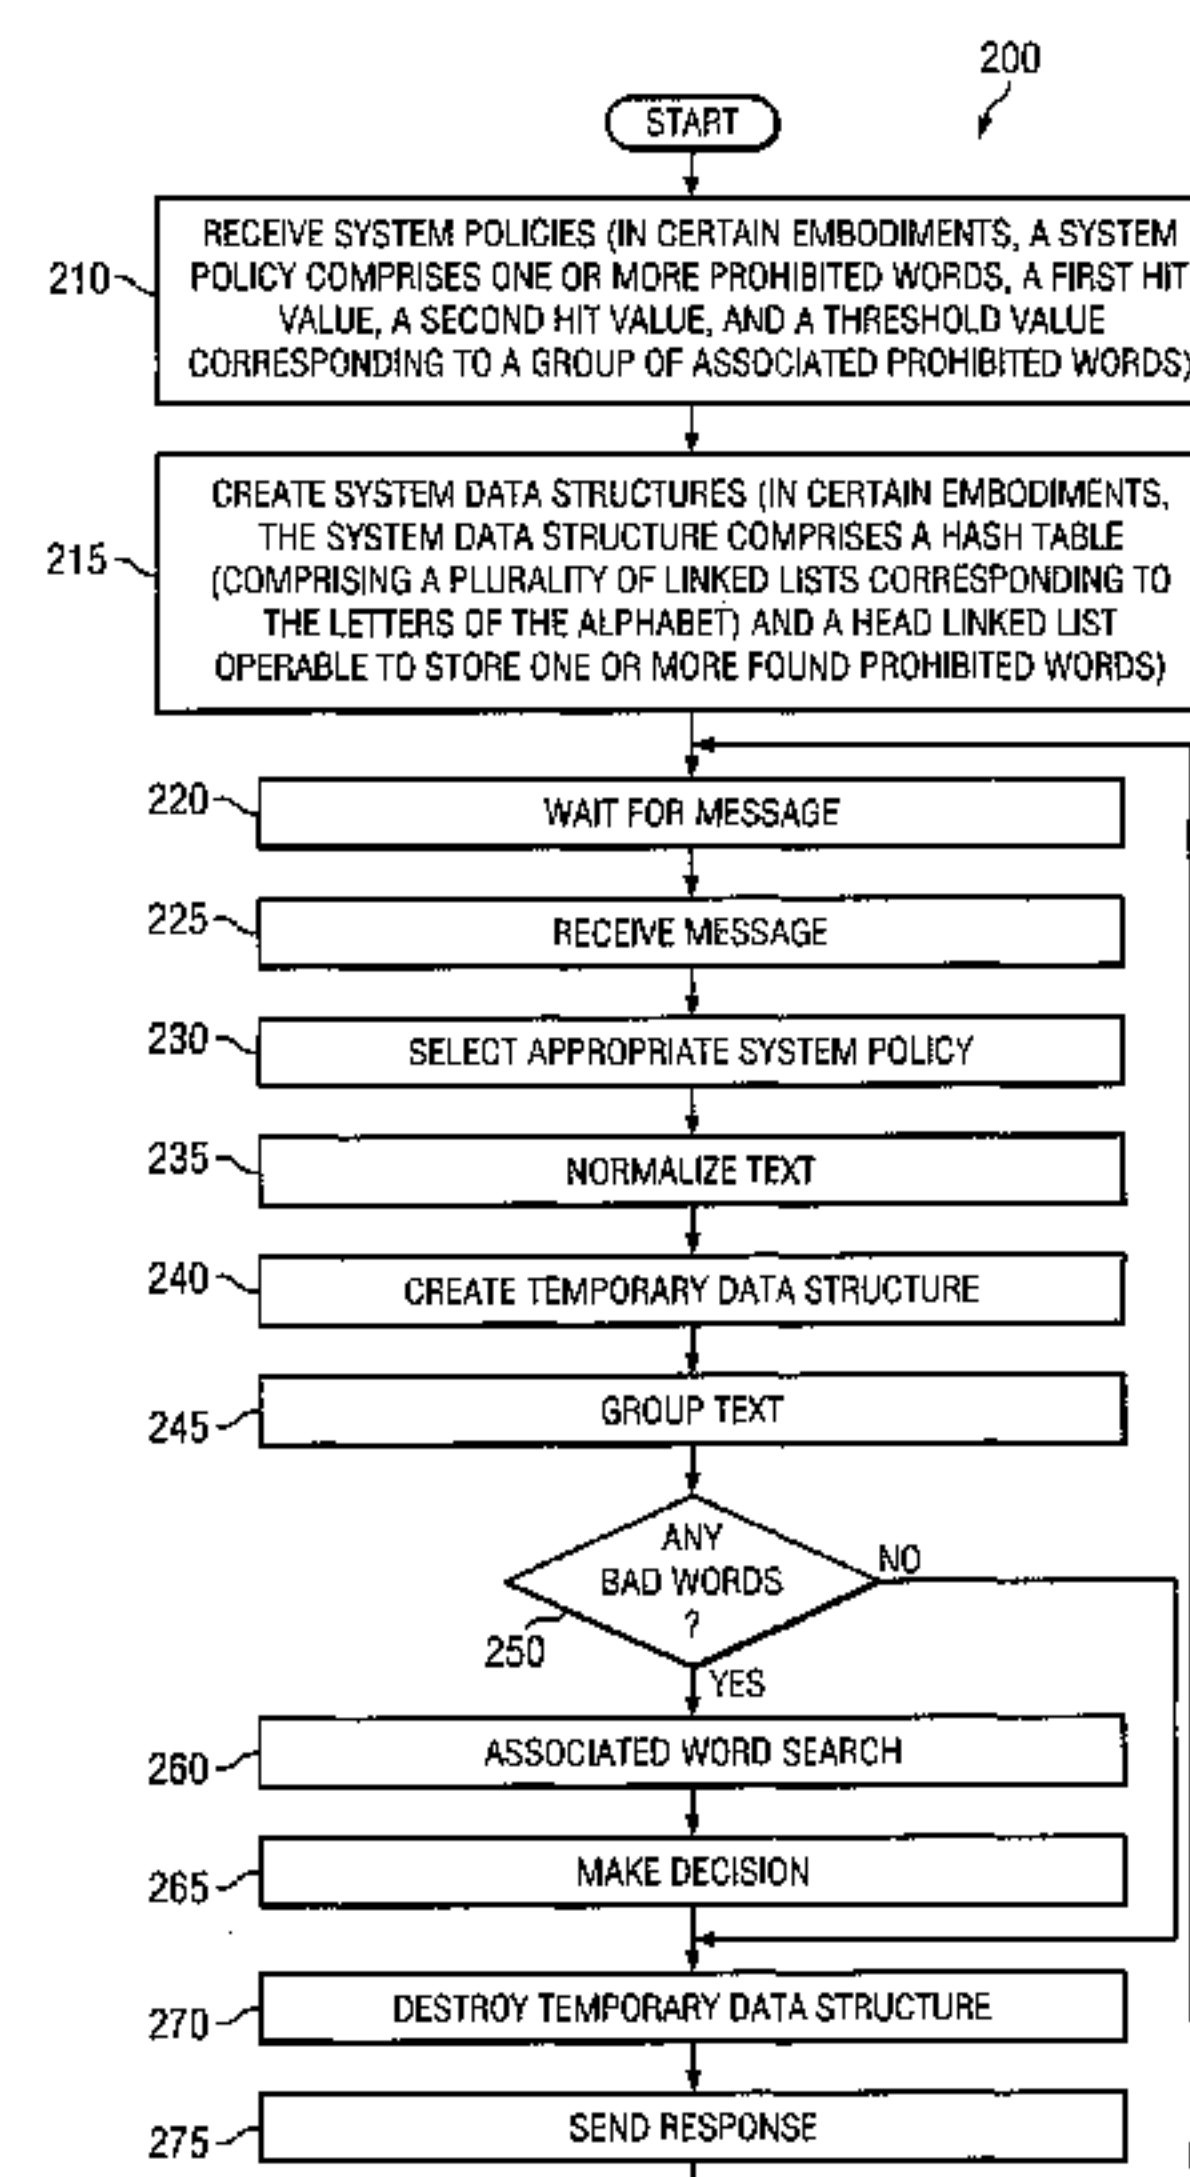 200
START
210
RECEIVE SYSTEM POLICIES (IN CERTAIN EMBODIMENTS, A SYSTEM
POLICY COMPRISES ONE OR MORE PROHIBITED WORDS, A FIRST HIT
VALUE, A SECOND HIT VALUE, AND A THRESHOLD VALUE
CORRESPONDING TO A GROUP OF ASSOCIATED PROHIBITED WORDS)
215
CREATE SYSTEM DATA STRUCTURES (IN CERTAIN EMBODIMENTS,
THE SYSTEM DATA STRUCTURE COMPRISES A HASH TABLE
(COMPRISING A PLURALITY OF LINKED LISTS CORRESPONDING TO
THE LETTERS OF THE ALPHABET) AND A HEAD LINKED LIST
OPERABLE TO STORE ONE OR MORE FOUND PROHIBITED WORDS)
220
WAIT FOR MESSAGE
225
RECEIVE MESSAGE
230
SELECT APPROPRIATE SYSTEM POLICY
235
NORMALIZE TEXT
240
CREATE TEMPORARY DATA STRUCTURE
245
GROUP TEXT
ANY
BAD WORDS
?
NO
250
YES
260
ASSOCIATED WORD SEARCH
265
MAKE DECISION
270
DESTROY TEMPORARY DATA STRUCTURE
275
SEND RESPONSE